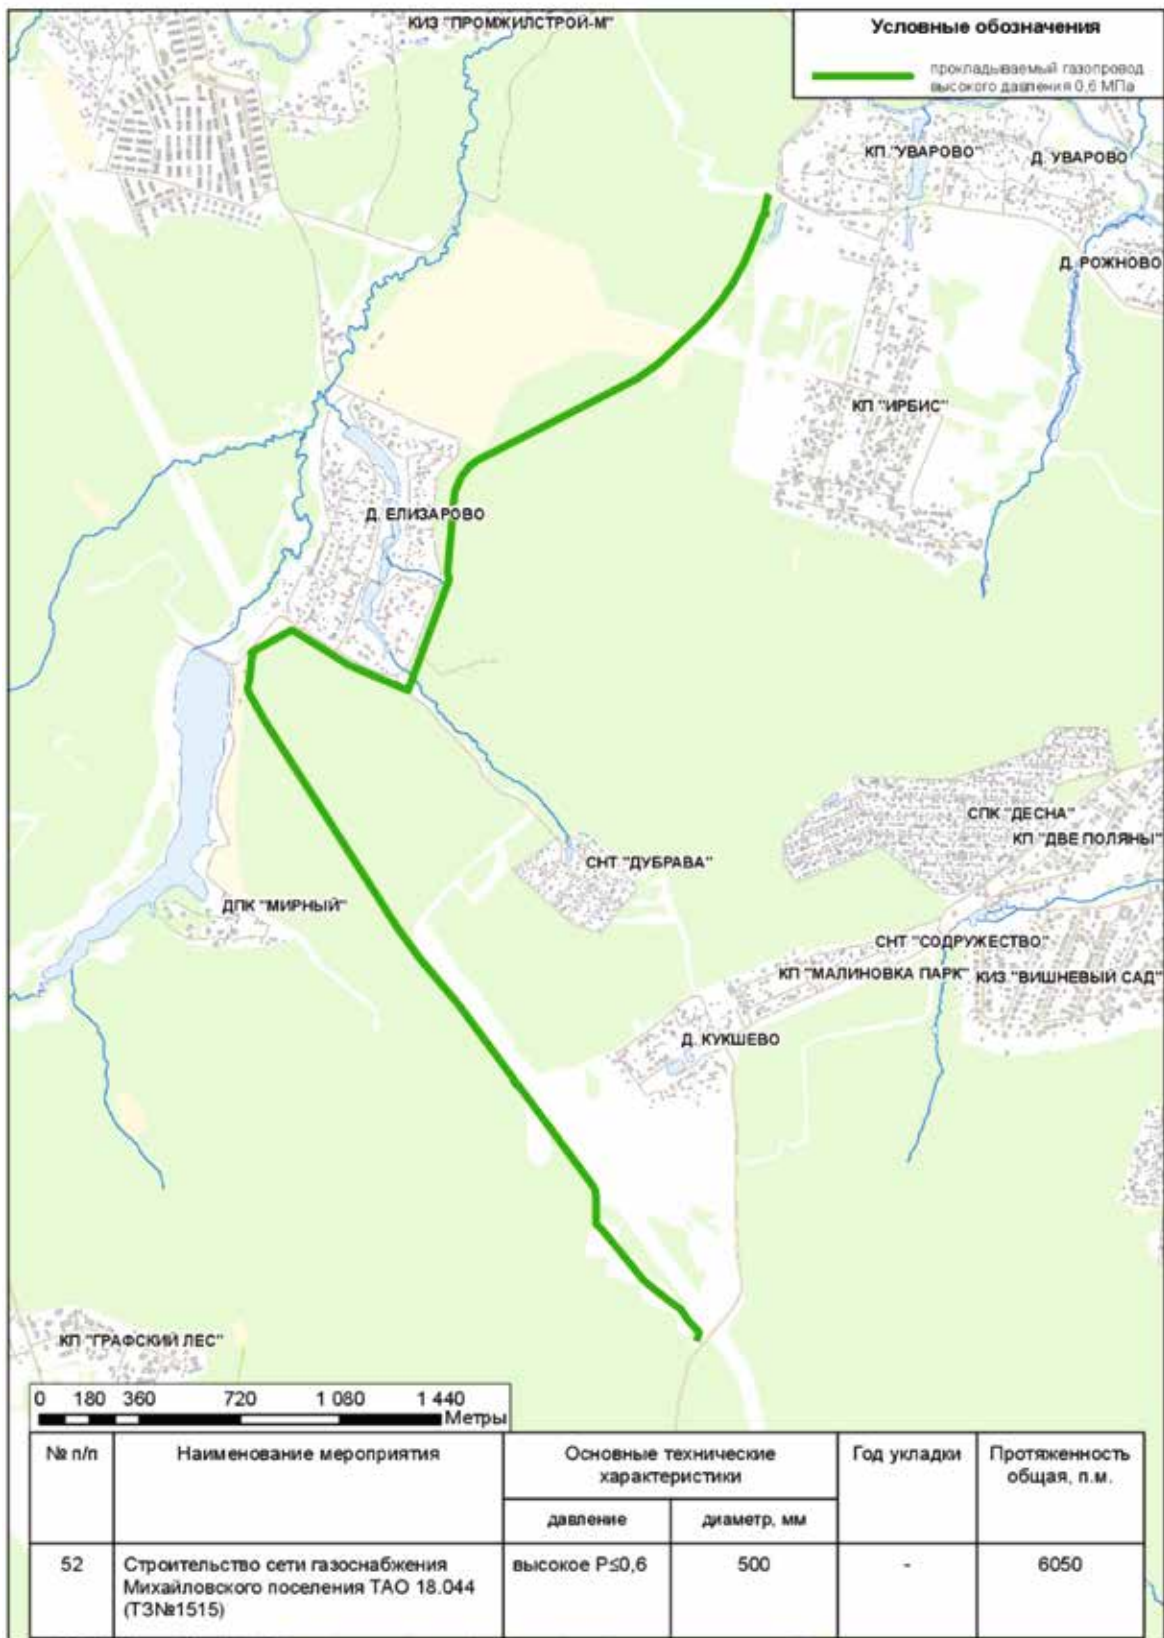 КИЗ "ПРОМЖИЛСТРОЙ-М"
Условные обозначения
прокладываемый газопровод
высокого давления 0,6 МПа
КП "УВАРОВО"
Д. УВАРОВО
Д. РОЖНОВО
КП "ИРБИС"
Д. ЕЛИЗАРОВО
СПК "ДЕСНА"
КП "ДВЕ ПОЛЯНЫ"
СНТ "ДУБРАВА"
ДПК "МИРНЫЙ"
СНТ "СОДРУЖЕСТВО"
КП "МАЛИНОВКА ПАРК"
КИЗ "ВИШНЕВЫЙ САД"
Д. КУКШЕВО
КП "ГРАФСКИЙ ЛЕС"
0 180 360 720 1 080 1 440
Метры
№ п/п
Наименование мероприятия
Основные технические
характеристики
Год укладки
Протяженность
общая, п.м.
давление
диаметр, мм
52
Строительство сети газоснабжения
Михайловского поселения ТАО 18.044
(ТЗ№1515)
высокое P≤0,6
500
-
6050